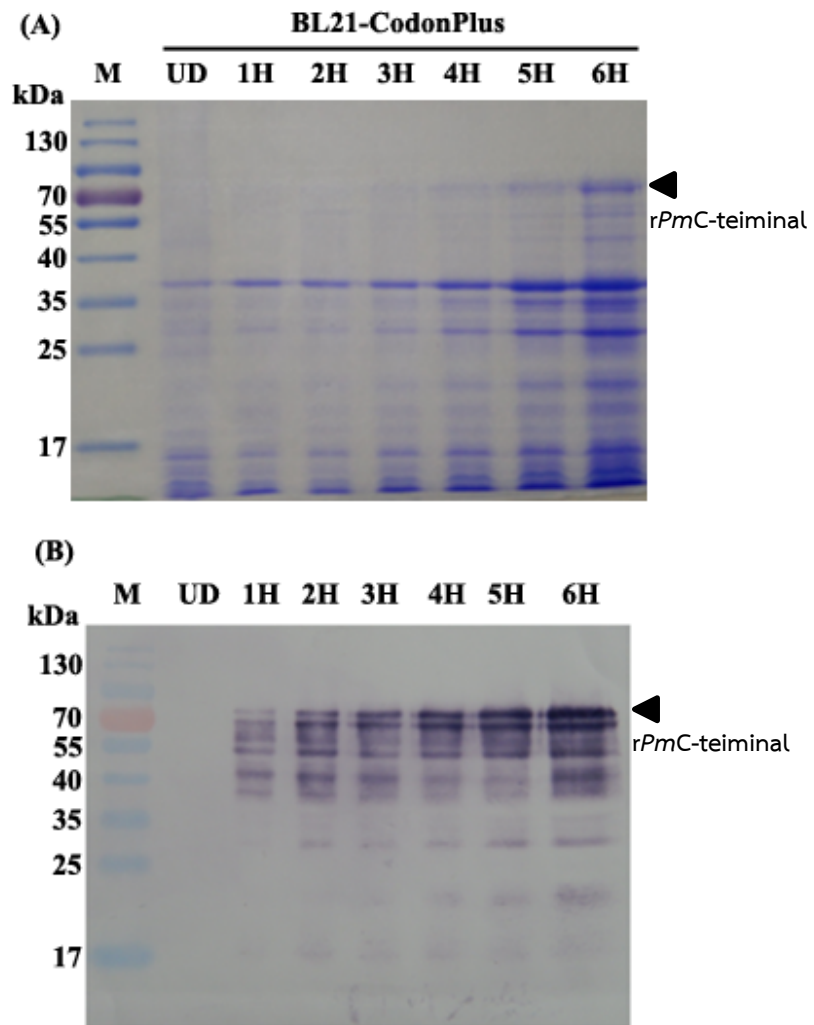 (A)
BL21-CodonPlus
M UD 1H 2H 3H 4H 5H 6H
kDa
130
70
rPmC-teiminal
55
40
35
25
17
(B)
M UD 1H 2H 3H 4H 5H 6H
kDa
130
70
rPmC-teiminal
55
40
35
25
17